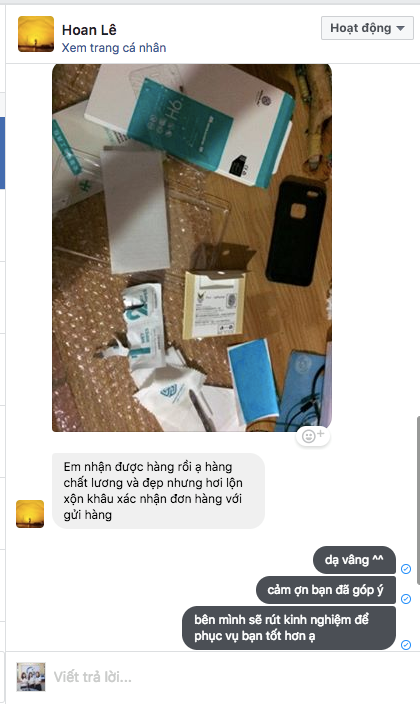 Hoan Lê
Xem trang cá nhân
Hoạt động
H6
Em nhận được hàng rồi ạ hàng
chất lương và đẹp nhưng hơi lộn
xộn khâu xác nhận đơn hàng với
gửi hàng
dạ vâng ^^
cảm ợn bạn đã góp ý
bên mình sẽ rút kinh nghiệm để
phục vụ bạn tốt hơn ạ
Viết trả lời...